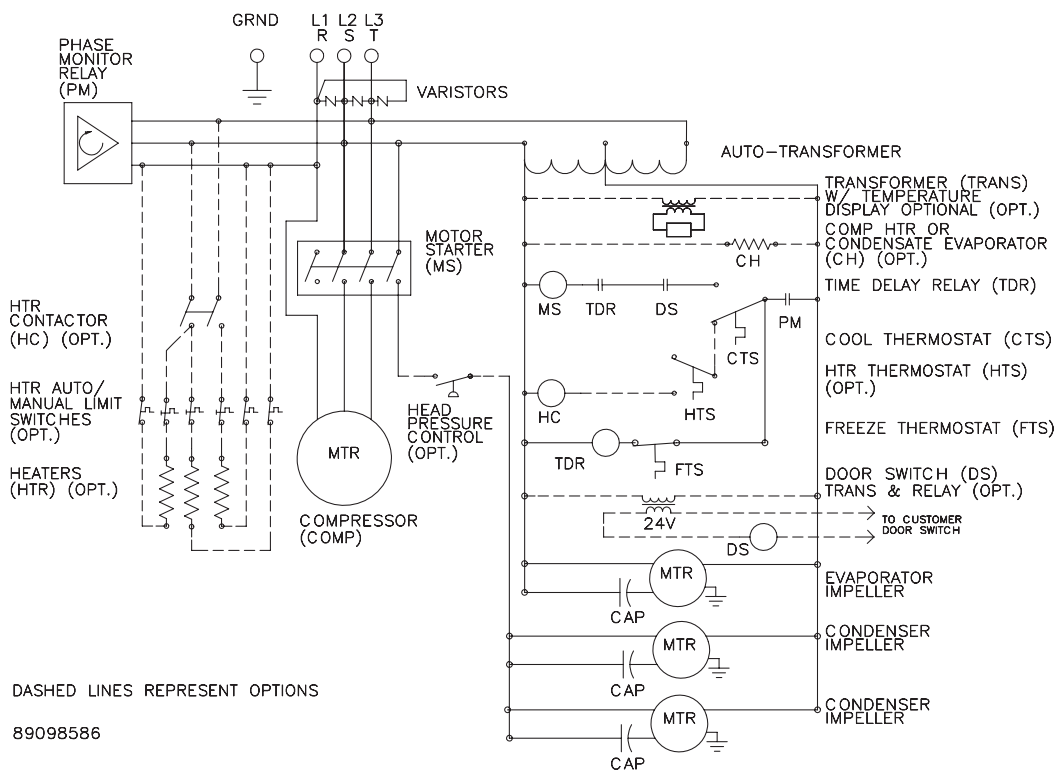 GRND
L1 L2 L3
R S T
PHASE
MONITOR
RELAY
(PM)
VARISTORS
AUTO-TRANSFORMER
TRANSFORMER (TRANS)
W/ TEMPERATURE
DISPLAY OPTIONAL (OPT.)
COMP HTR OR
CONDENSATE EVAPORATOR
(CH) (OPT.)
CH
MOTOR
STARTER
(MS)
TIME DELAY RELAY (TDR)
MS TDR DS
PM
HTR
CONTACTOR
(HC) (OPT.)
COOL THERMOSTAT (CTS)
CTS
HTR THERMOSTAT (HTS)
(OPT.)
HTR AUTO/
MANUAL LIMIT
SWITCHES
(OPT.)
HEAD
PRESSURE
CONTROL
(OPT.)
HC
HTS
FREEZE THERMOSTAT (FTS)
TDR
FTS
MTR
HEATERS
(HTR) (OPT.)
DOOR SWITCH (DS)
TRANS & RELAY (OPT.)
COMPRESSOR
(COMP)
24V
TO CUSTOMER
DOOR SWITCH
DS
MTR
EVAPORATOR
IMPELLER
CAP
MTR
CONDENSER
IMPELLER
CAP
MTR
CONDENSER
IMPELLER
CAP
DASHED LINES REPRESENT OPTIONS
89098586